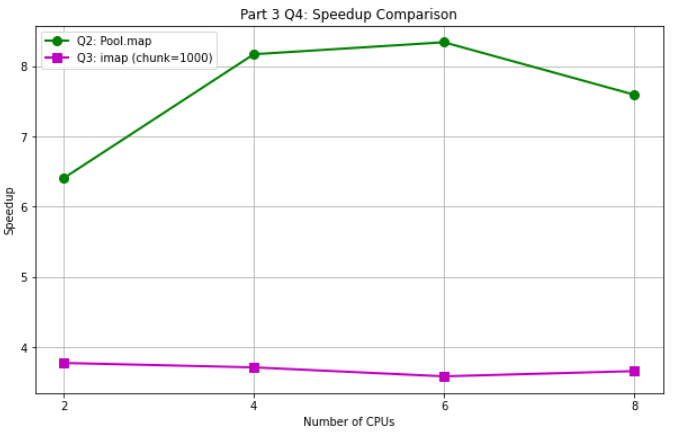 Part 3 Q4: Speedup Comparison
Q2: Pool.map
Q3: imap (chunk=1000)
8
7
6
5
4
Speedup
2 4 6 8
Number of CPUs